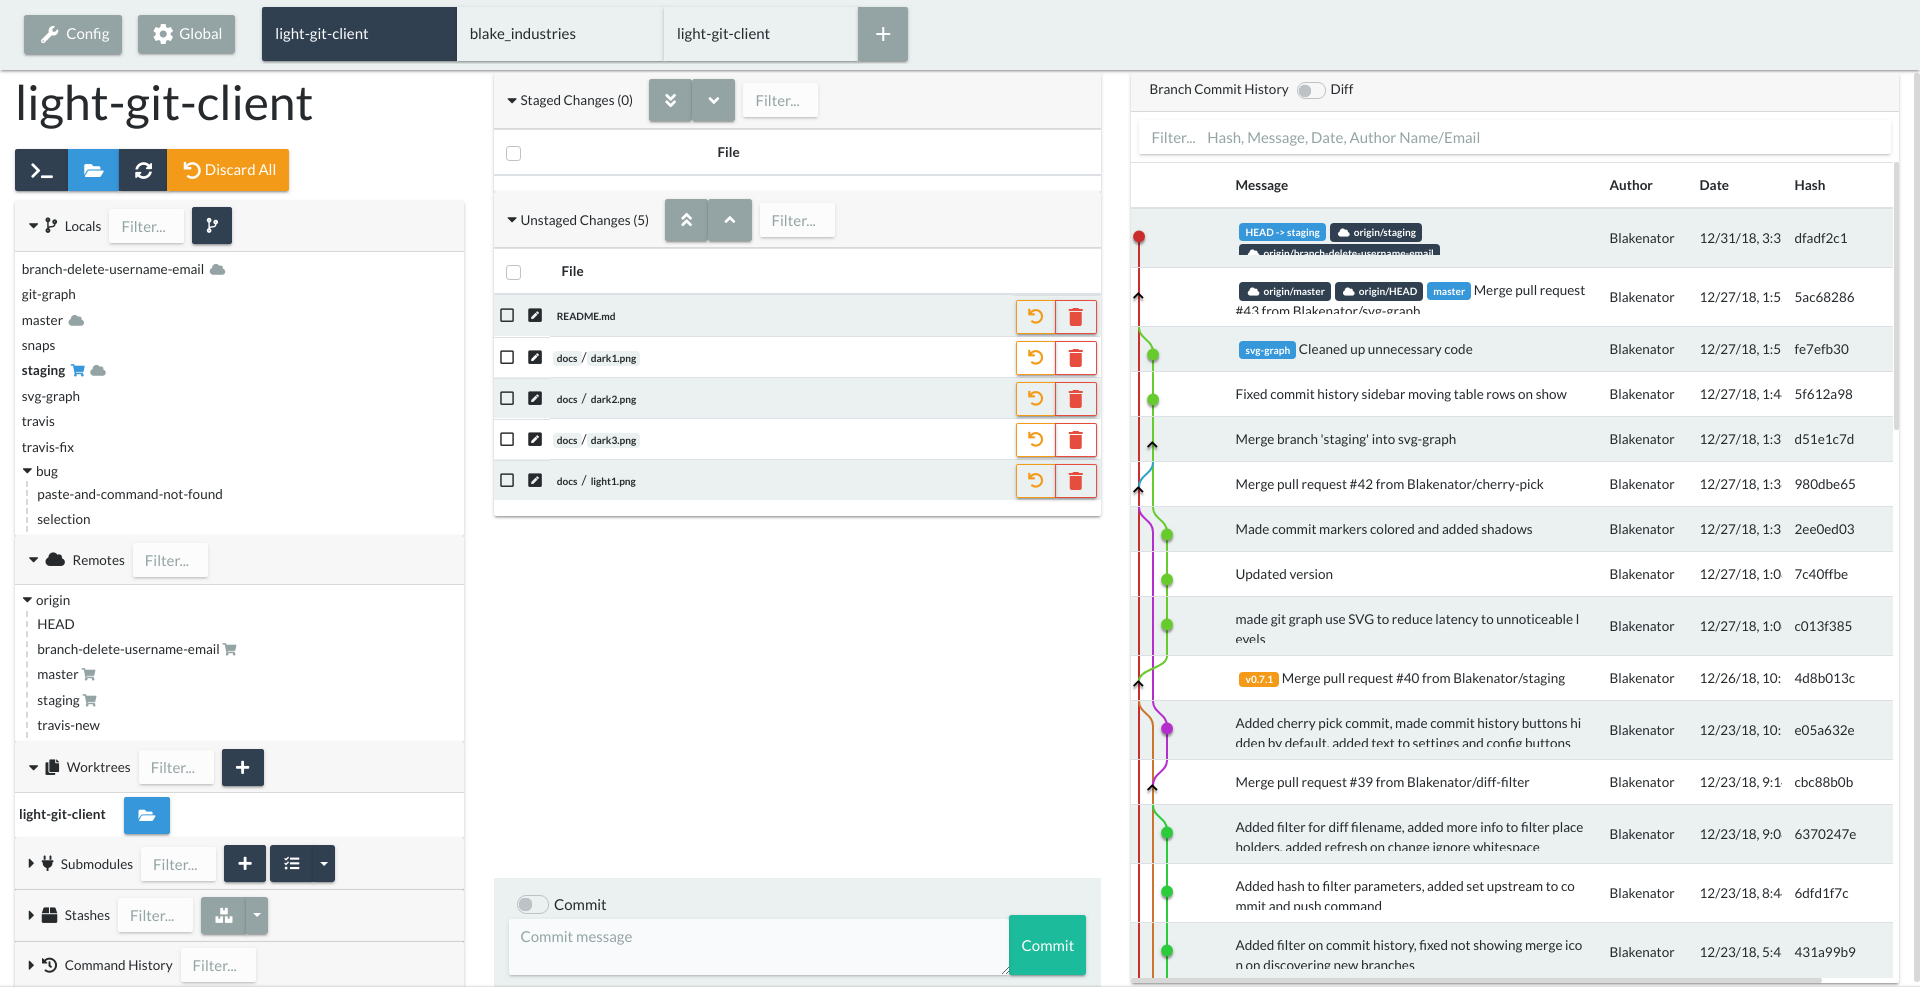 Config
Global
light-git-client
blake_industries
light-git-client
+
light-git-client
Discard All
Locals
Filter...
branch-delete-username-email
git-graph
master
snaps
staging
svg-graph
travis
travis-fix
bug
paste-and-command-not-found
selection
Remotes
Filter...
origin
HEAD
branch-delete-username-email
master
staging
travis-new
Worktrees
Filter...
light-git-client
Submodules
Filter...
Stashes
Filter...
Command History
Filter...
Staged Changes (0)
Filter...
File
Unstaged Changes (5)
Filter...
File
README.md
docs / dark1.png
docs / dark2.png
docs / dark3.png
docs / light1.png
Commit
Commit message
Commit
Branch Commit History
Diff
Filter... Hash, Message, Date, Author Name/Email
Message Author Date Hash
HEAD -> staging origin/staging
origin/branch-delete-username-email
Blakenator 12/31/18, 3:3 dfadf2c1
origin/master origin/HEAD master Merge pull request
#43 from Blakenator/svg-graph
Blakenator 12/27/18, 1:5 5ac68286
svg-graph Cleaned up unnecessary code Blakenator 12/27/18, 1:5 fe7efb30
Fixed commit history sidebar moving table rows on show Blakenator 12/27/18, 1:4 5f612a98
Merge branch 'staging' into svg-graph Blakenator 12/27/18, 1:3 d51e1c7d
Merge pull request #42 from Blakenator/cherry-pick Blakenator 12/27/18, 1:3 980dbe65
Made commit markers colored and added shadows Blakenator 12/27/18, 1:3 2ee0ed03
Updated version Blakenator 12/27/18, 1:0 7c40ffbe
made git graph use SVG to reduce latency to unnoticeable l
evels
Blakenator 12/27/18, 1:0 c013f385
v0.7.1 Merge pull request #40 from Blakenator/staging Blakenator 12/26/18, 10: 4d8b013c
Added cherry pick commit, made commit history buttons hi
dden by default, added text to settings and config buttons
Blakenator 12/23/18, 10: e05a632e
Merge pull request #39 from Blakenator/diff-filter Blakenator 12/23/18, 9:1 cbc88b0b
Added filter for diff filename, added more info to filter place
holders, added refresh on change ignore whitespace
Blakenator 12/23/18, 9:0 6370247e
Added hash to filter parameters, added set upstream to co
mmit and push command
Blakenator 12/23/18, 8:4 6dfd1f7c
Added filter on commit history, fixed not showing merge ico
n on discovering new branches
Blakenator 12/23/18, 5:4 431a99b9